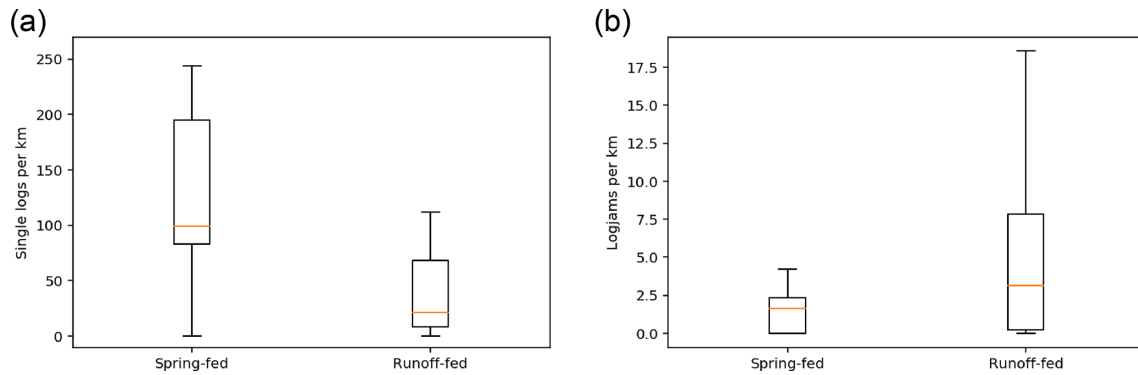 (a)
Single logs per km
250
200
150
100
50
0
Spring-fed
Runoff-fed
(b)
Logjams per km
17.5
15.0
12.5
10.0
7.5
5.0
2.5
0.0
Spring-fed
Runoff-fed